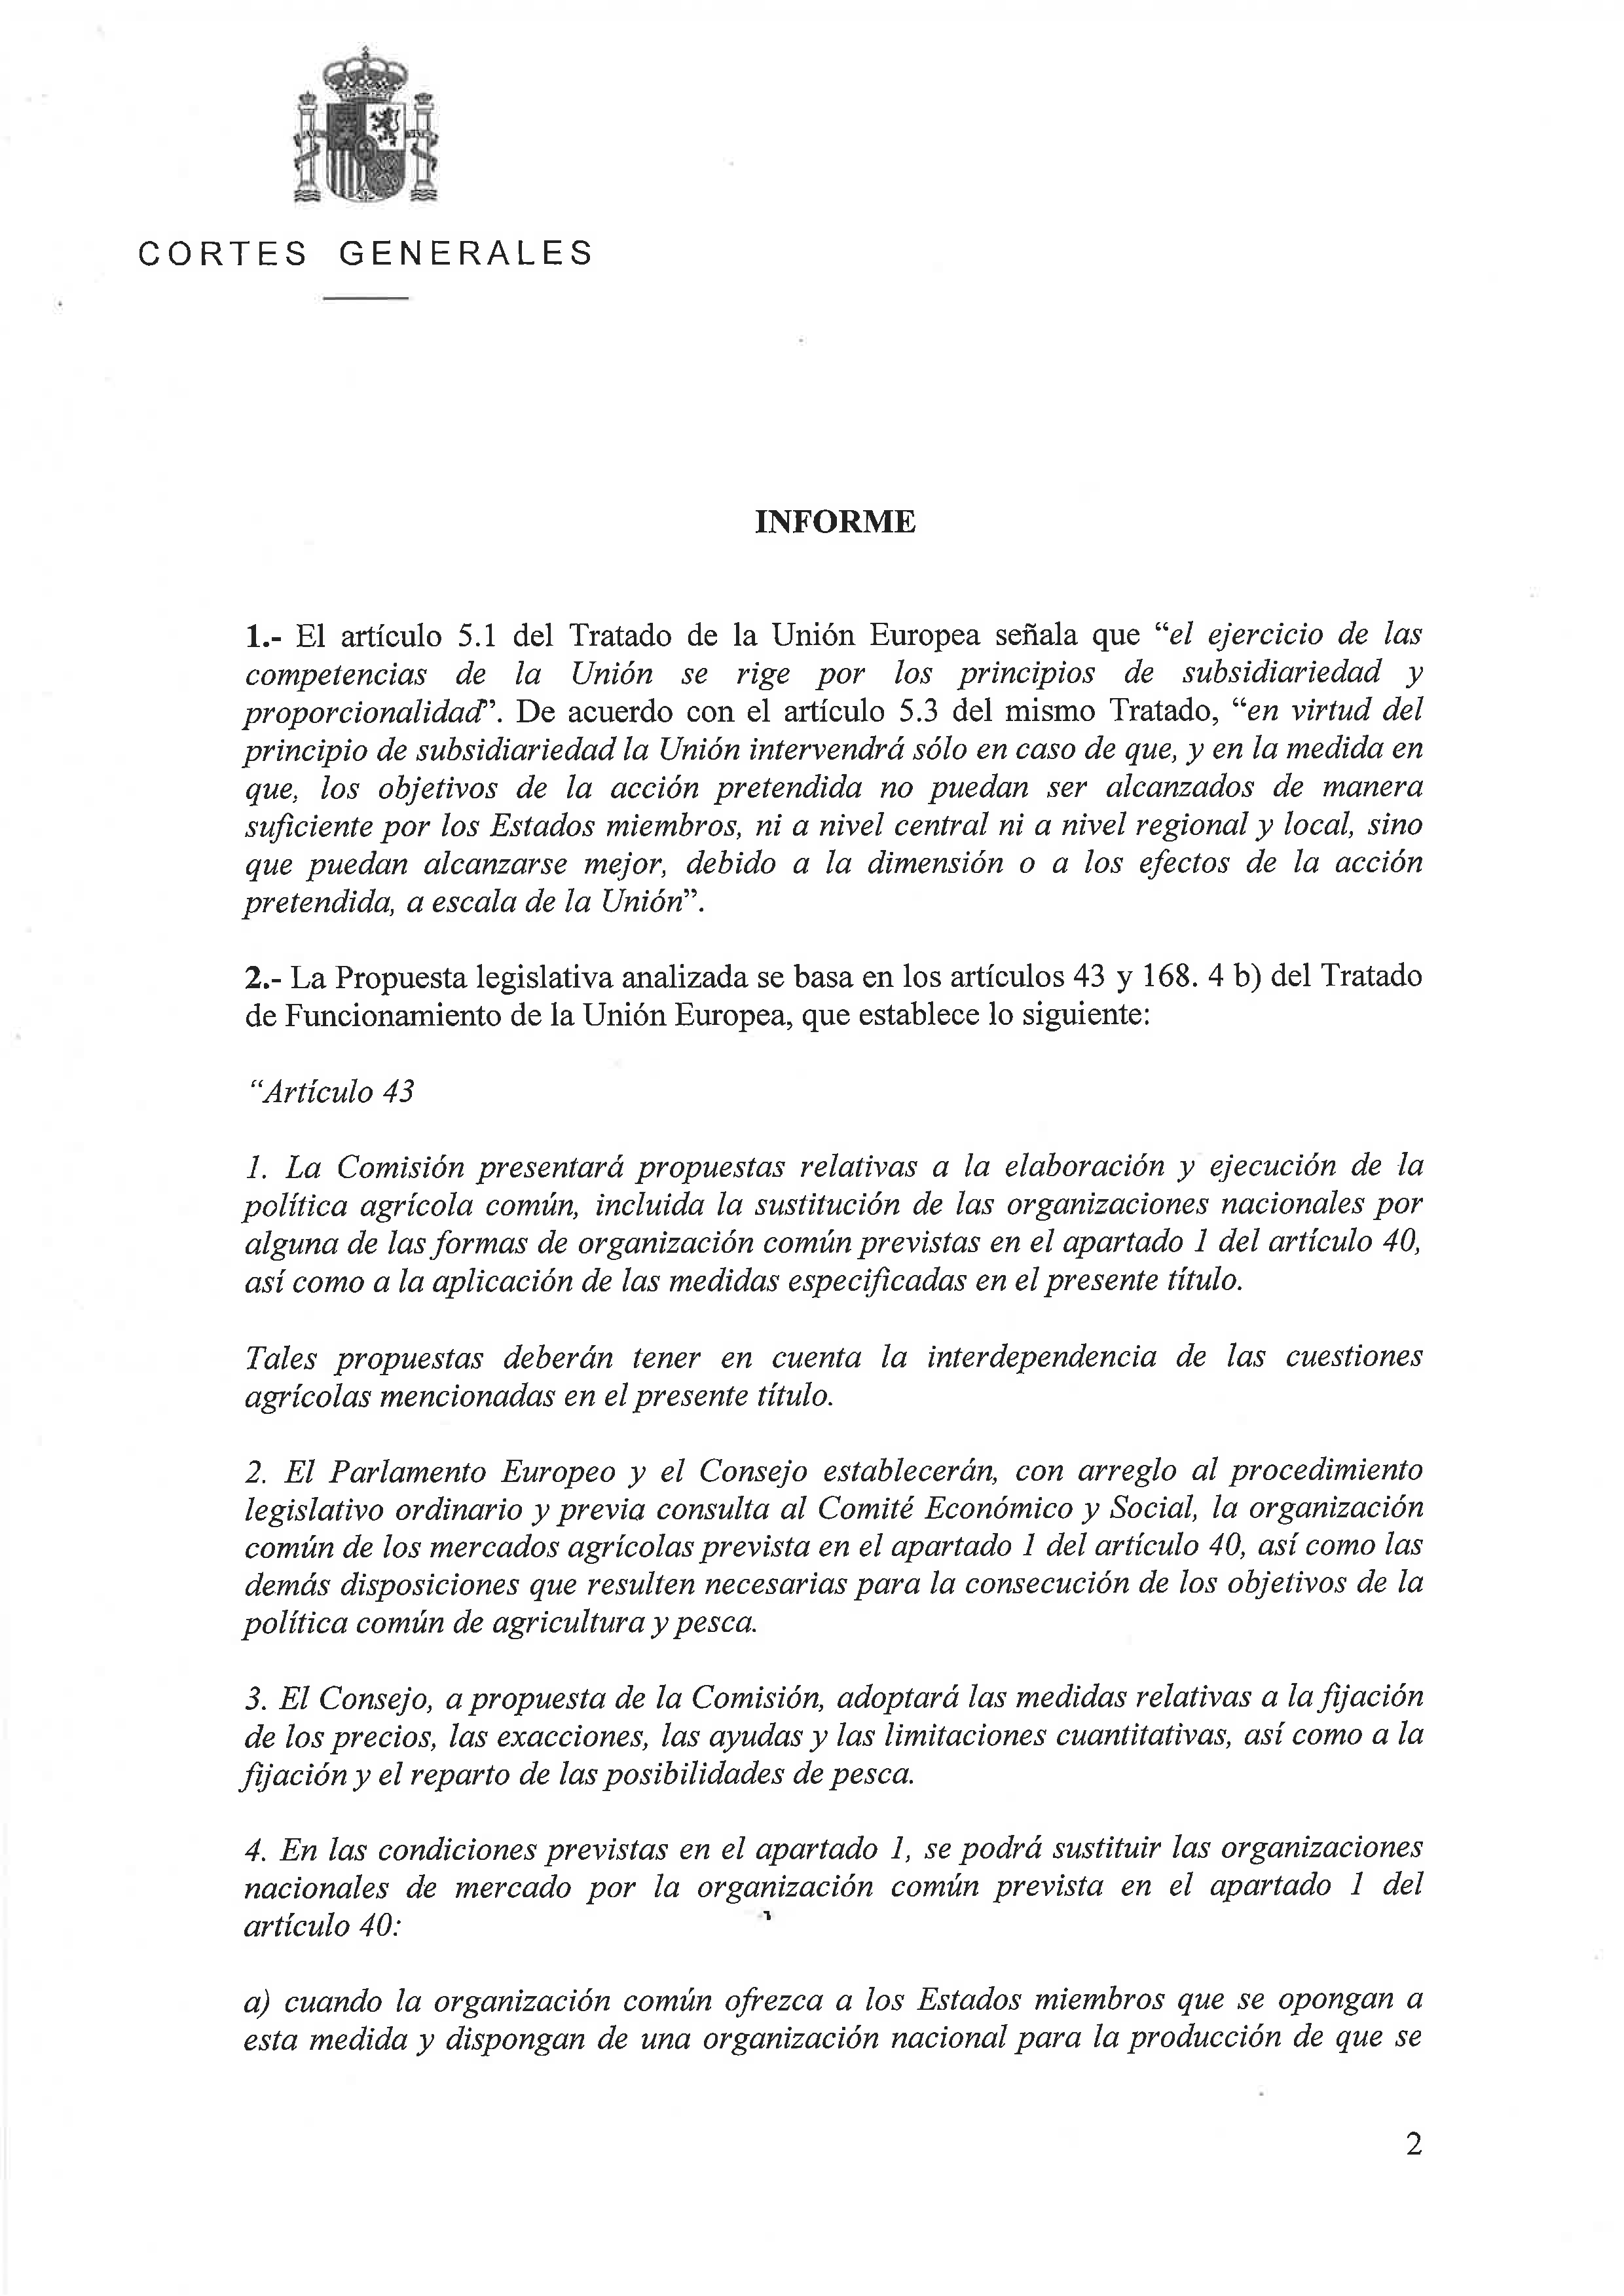 CORTES GENERALES
INFORME
1.- El artículo 5.1 del Tratado de la Unión Europea señala que “el ejercicio de las
competencias de la Unión se rige por los principios de subsidiariedad y
proporcionalidad”. De acuerdo con el artículo 5.3 del mismo Tratado, “en virtud del
principio de subsidiariedad la Unión intervendrá sólo en caso de que, y en la medida en
que, los objetivos de la acción pretendida no puedan ser alcanzados de manera
suficiente por los Estados miembros, ni a nivel central ni a nivel regional y local, sino
que puedan alcanzarse mejor, debido a la dimensión o a los efectos de la acción
pretendida, a escala de la Unión”.
2.- La Propuesta legislativa analizada se basa en los artículos 43 y 168. 4 b) del Tratado
de Funcionamiento de la Unión Europea, que establece lo siguiente:
“Artículo 43
1. La Comisión presentará propuestas relativas a la elaboración y ejecución de la
política agrícola común, incluida la sustitución de las organizaciones nacionales por
alguna de las formas de organización común previstas en el apartado 1 del artículo 40,
así como a la aplicación de las medidas especificadas en el presente título.
Tales propuestas deberán tener en cuenta la interdependencia de las cuestiones
agrícolas mencionadas en el presente título.
2. El Parlamento Europeo y el Consejo establecerán, con arreglo al procedimiento
legislativo ordinario y previa consulta al Comité Económico y Social, la organización
común de los mercados agrícolas prevista en el apartado 1 del artículo 40, así como las
demás disposiciones que resulten necesarias para la consecución de los objetivos de la
política común de agricultura y pesca.
3. El Consejo, a propuesta de la Comisión, adoptará las medidas relativas a la fijación
de los precios, las exacciones, las ayudas y las limitaciones cuantitativas, así como a la
fijación y el reparto de las posibilidades de pesca.
4. En las condiciones previstas en el apartado 1, se podrá sustituir las organizaciones
nacionales de mercado por la organización común prevista en el apartado 1 del
artículo 40:
a) cuando la organización común ofrezca a los Estados miembros que se opongan a
esta medida y dispongan de una organización nacional para la producción de que se
2